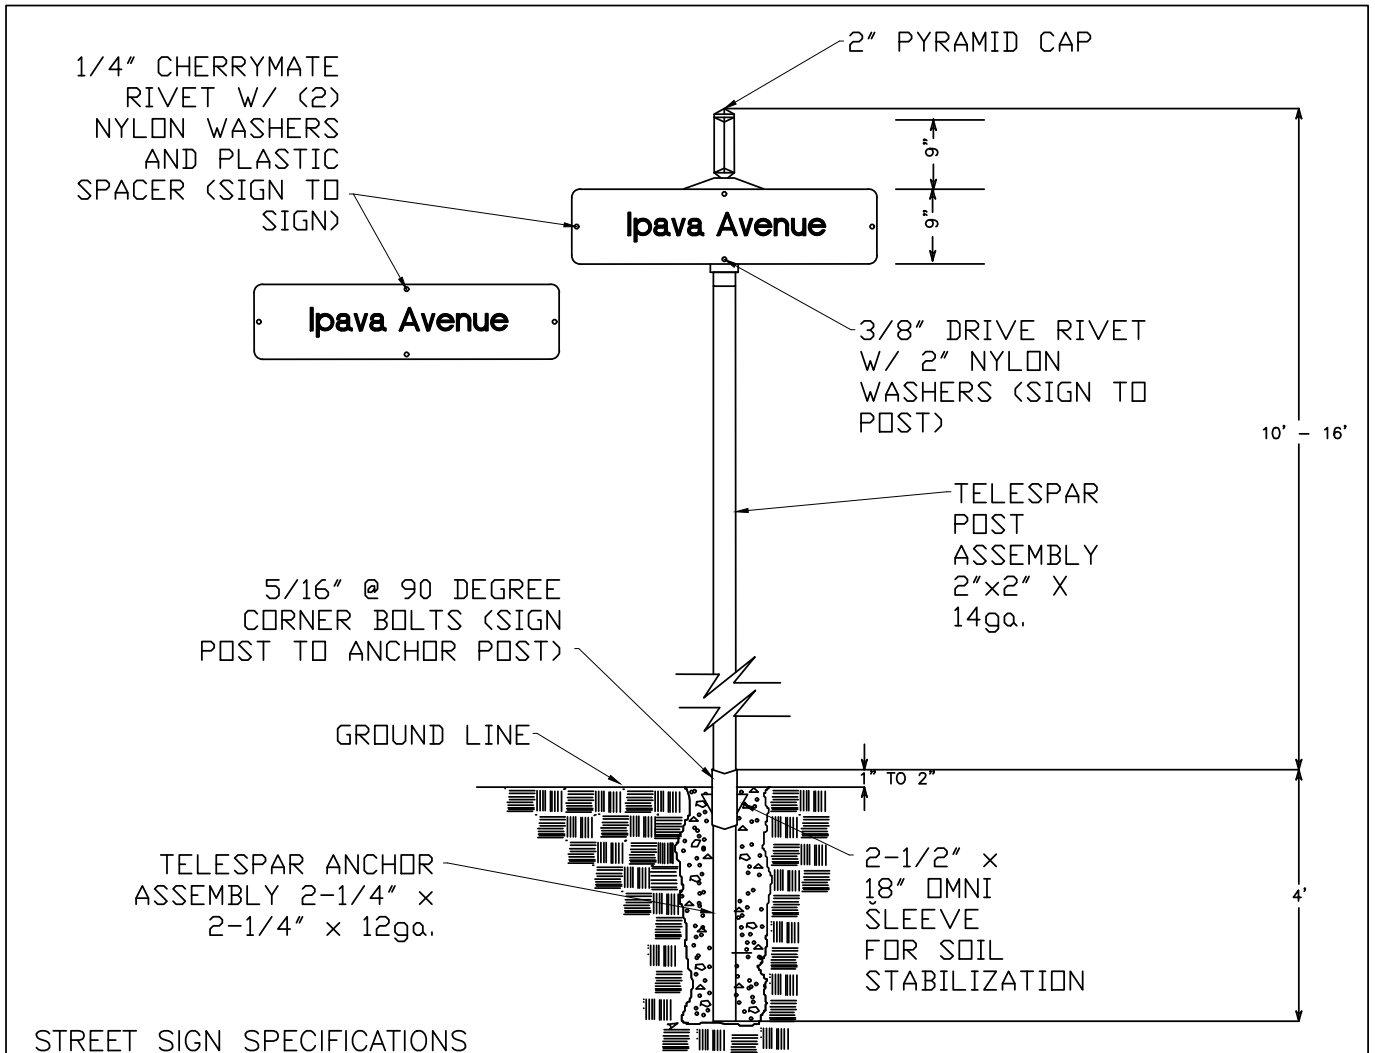 2" PYRAMID CAP
1/4" CHERRYMATE
RIVET W/ (2)
NYLON WASHERS
AND PLASTIC
SPACER (SIGN TO
SIGN)
9"
9"
Ipava Avenue
Ipava Avenue
3/8" DRIVE RIVET
W/ 2" NYLON
WASHERS (SIGN TO
POST)
10' - 16'
TELESPAR
POST
ASSEMBLY
2"x2" X
14ga.
5/16" @ 90 DEGREE
CORNER BOLTS (SIGN
POST TO ANCHOR POST)
GROUND LINE
1" TO 2"
TELESPAR ANCHOR
ASSEMBLY 2-1/4" x
2-1/4" x 12ga.
2-1/2" x
18" OMNI
SLEEVE
FOR SOIL
STABILIZATION
4'
STREET SIGN SPECIFICATIONS